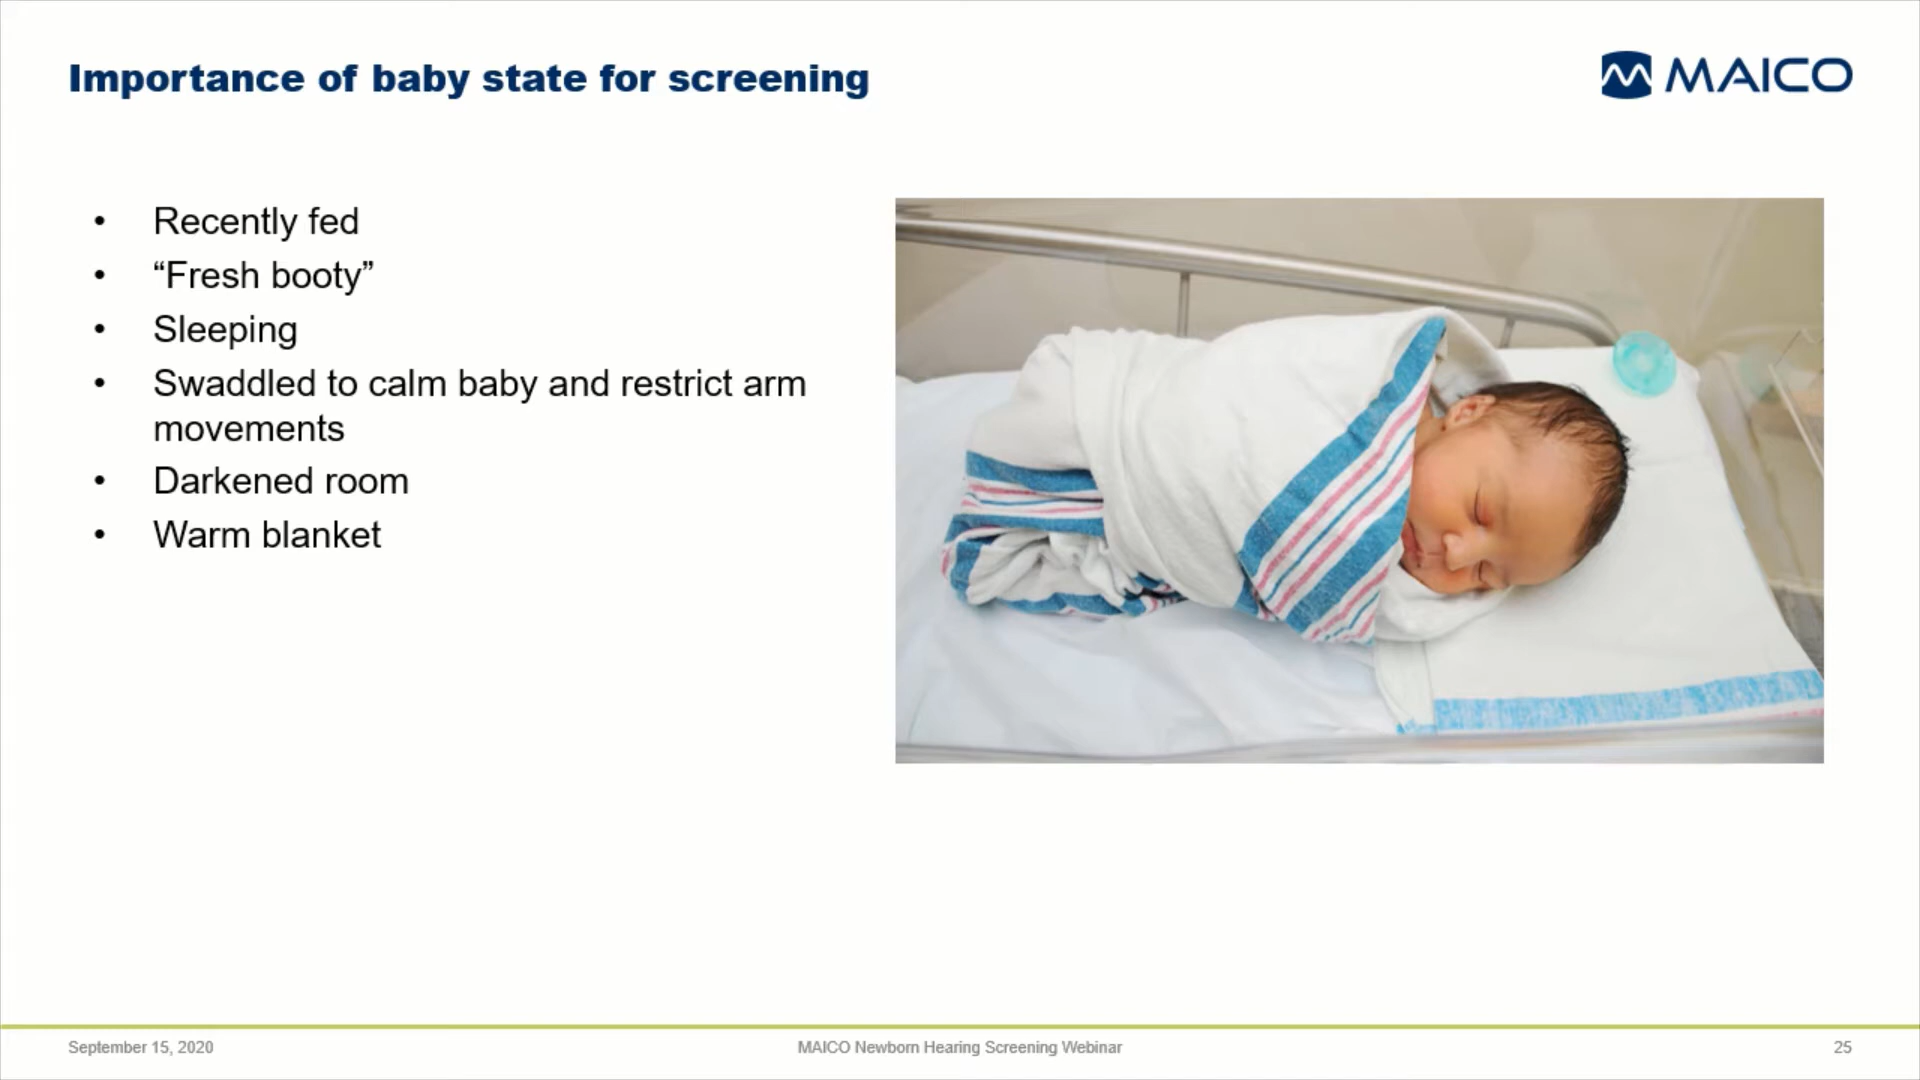 Importance of baby state for screening
MAICO
• Recently fed
• “Fresh booty”
• Sleeping
• Swaddled to calm baby and restrict arm
movements
• Darkened room
• Warm blanket
September 15, 2020
MAICO Newborn Hearing Screening Webinar
25